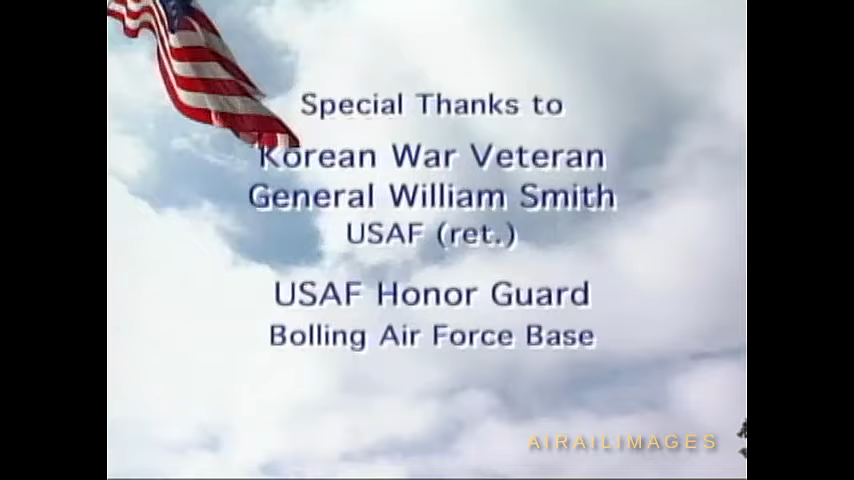 Special Thanks to
Korean War Veteran
General William Smith
USAF (ret.)
USAF Honor Guard
Bolling Air Force Base
AIRAILIMAGES